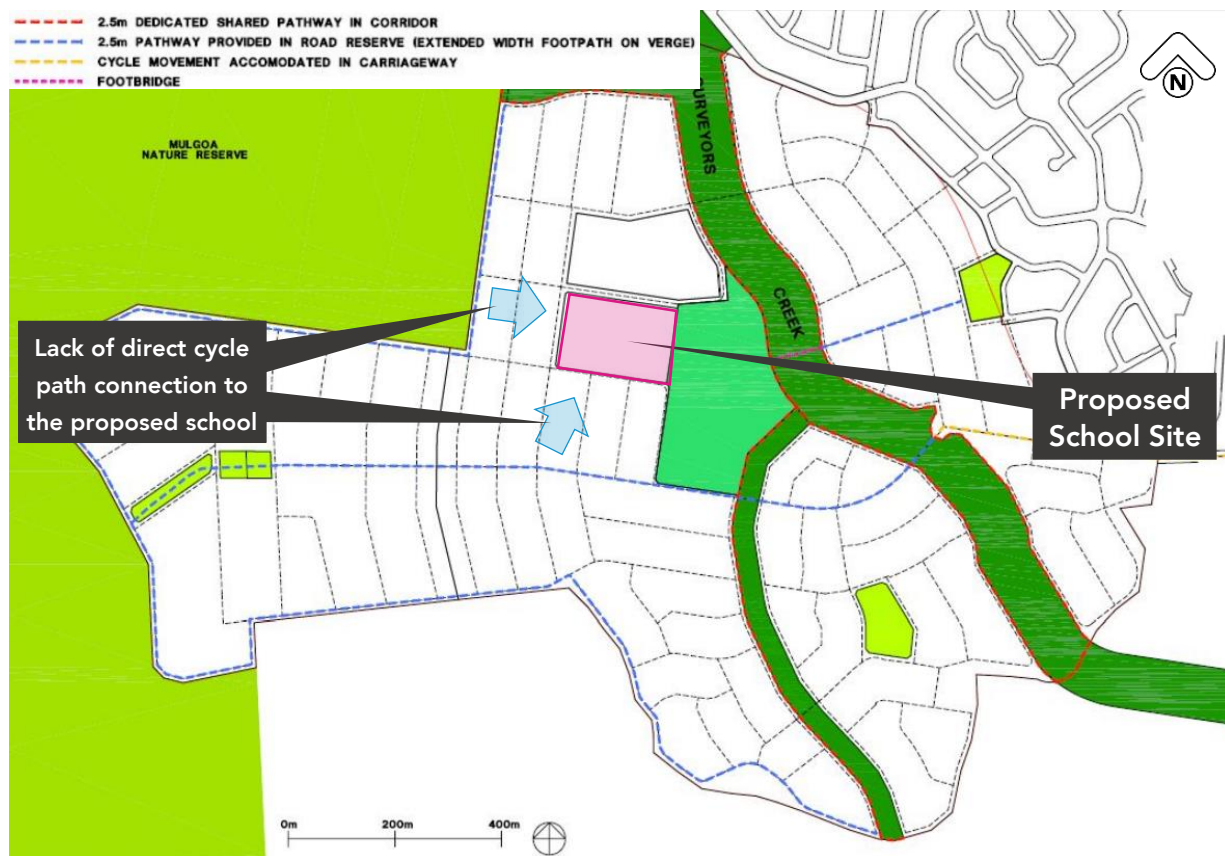 2.5m DEDICATED SHARED PATHWAY IN CORRIDOR
2.5m PATHWAY PROVIDED IN ROAD RESERVE (EXTENDED WIDTH FOOTPATH ON VERGE)
CYCLE MOVEMENT ACCOMODATED IN CARRIAGEWAY
FOOTBRIDGE
N
MULGOA
NATURE RESERVE
SURVEYORS
CREEK
Lack of direct cycle
path connection to
the proposed school
Proposed
School Site
0m 200m 400m